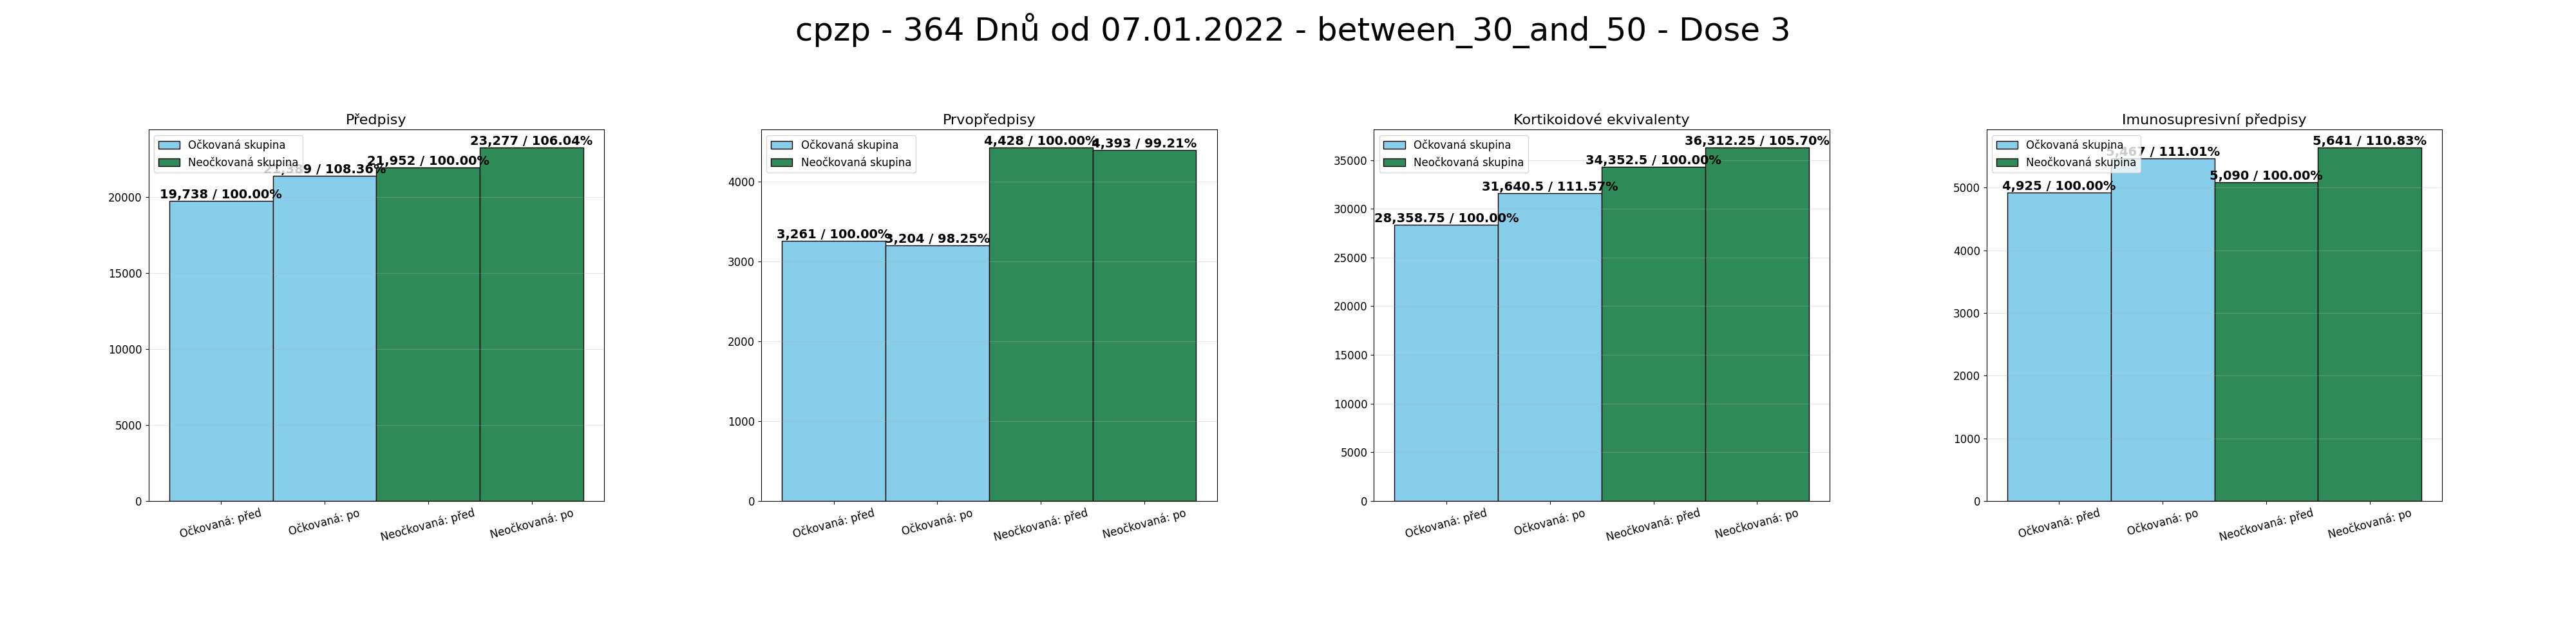 cpzp - 364 Dnů od 07.01.2022 - between_30_and_50 - Dose 3
Předpisy
Očkovaná skupina
Neočkovaná skupina
19,738 / 100.00%
21,389 / 108.36%
21,952 / 100.00%
23,277 / 106.04%
20000
15000
10000
5000
0
Očkovaná: před
Očkovaná: po
Neočkovaná: před
Neočkovaná: po
Prvopředpisy
Očkovaná skupina
Neočkovaná skupina
3,261 / 100.00%
3,204 / 98.25%
4,428 / 100.00%
4,393 / 99.21%
4000
3000
2000
1000
0
Očkovaná: před
Očkovaná: po
Neočkovaná: před
Neočkovaná: po
Kortikoidové ekvivalenty
Očkovaná skupina
Neočkovaná skupina
28,358.75 / 100.00%
31,640.5 / 111.57%
34,352.5 / 100.00%
36,312.25 / 105.70%
35000
30000
25000
20000
15000
10000
5000
0
Očkovaná: před
Očkovaná: po
Neočkovaná: před
Neočkovaná: po
Imunosupresivní předpisy
Očkovaná skupina
Neočkovaná skupina
4,925 / 100.00%
5,467 / 111.01%
5,090 / 100.00%
5,641 / 110.83%
5000
4000
3000
2000
1000
0
Očkovaná: před
Očkovaná: po
Neočkovaná: před
Neočkovaná: po